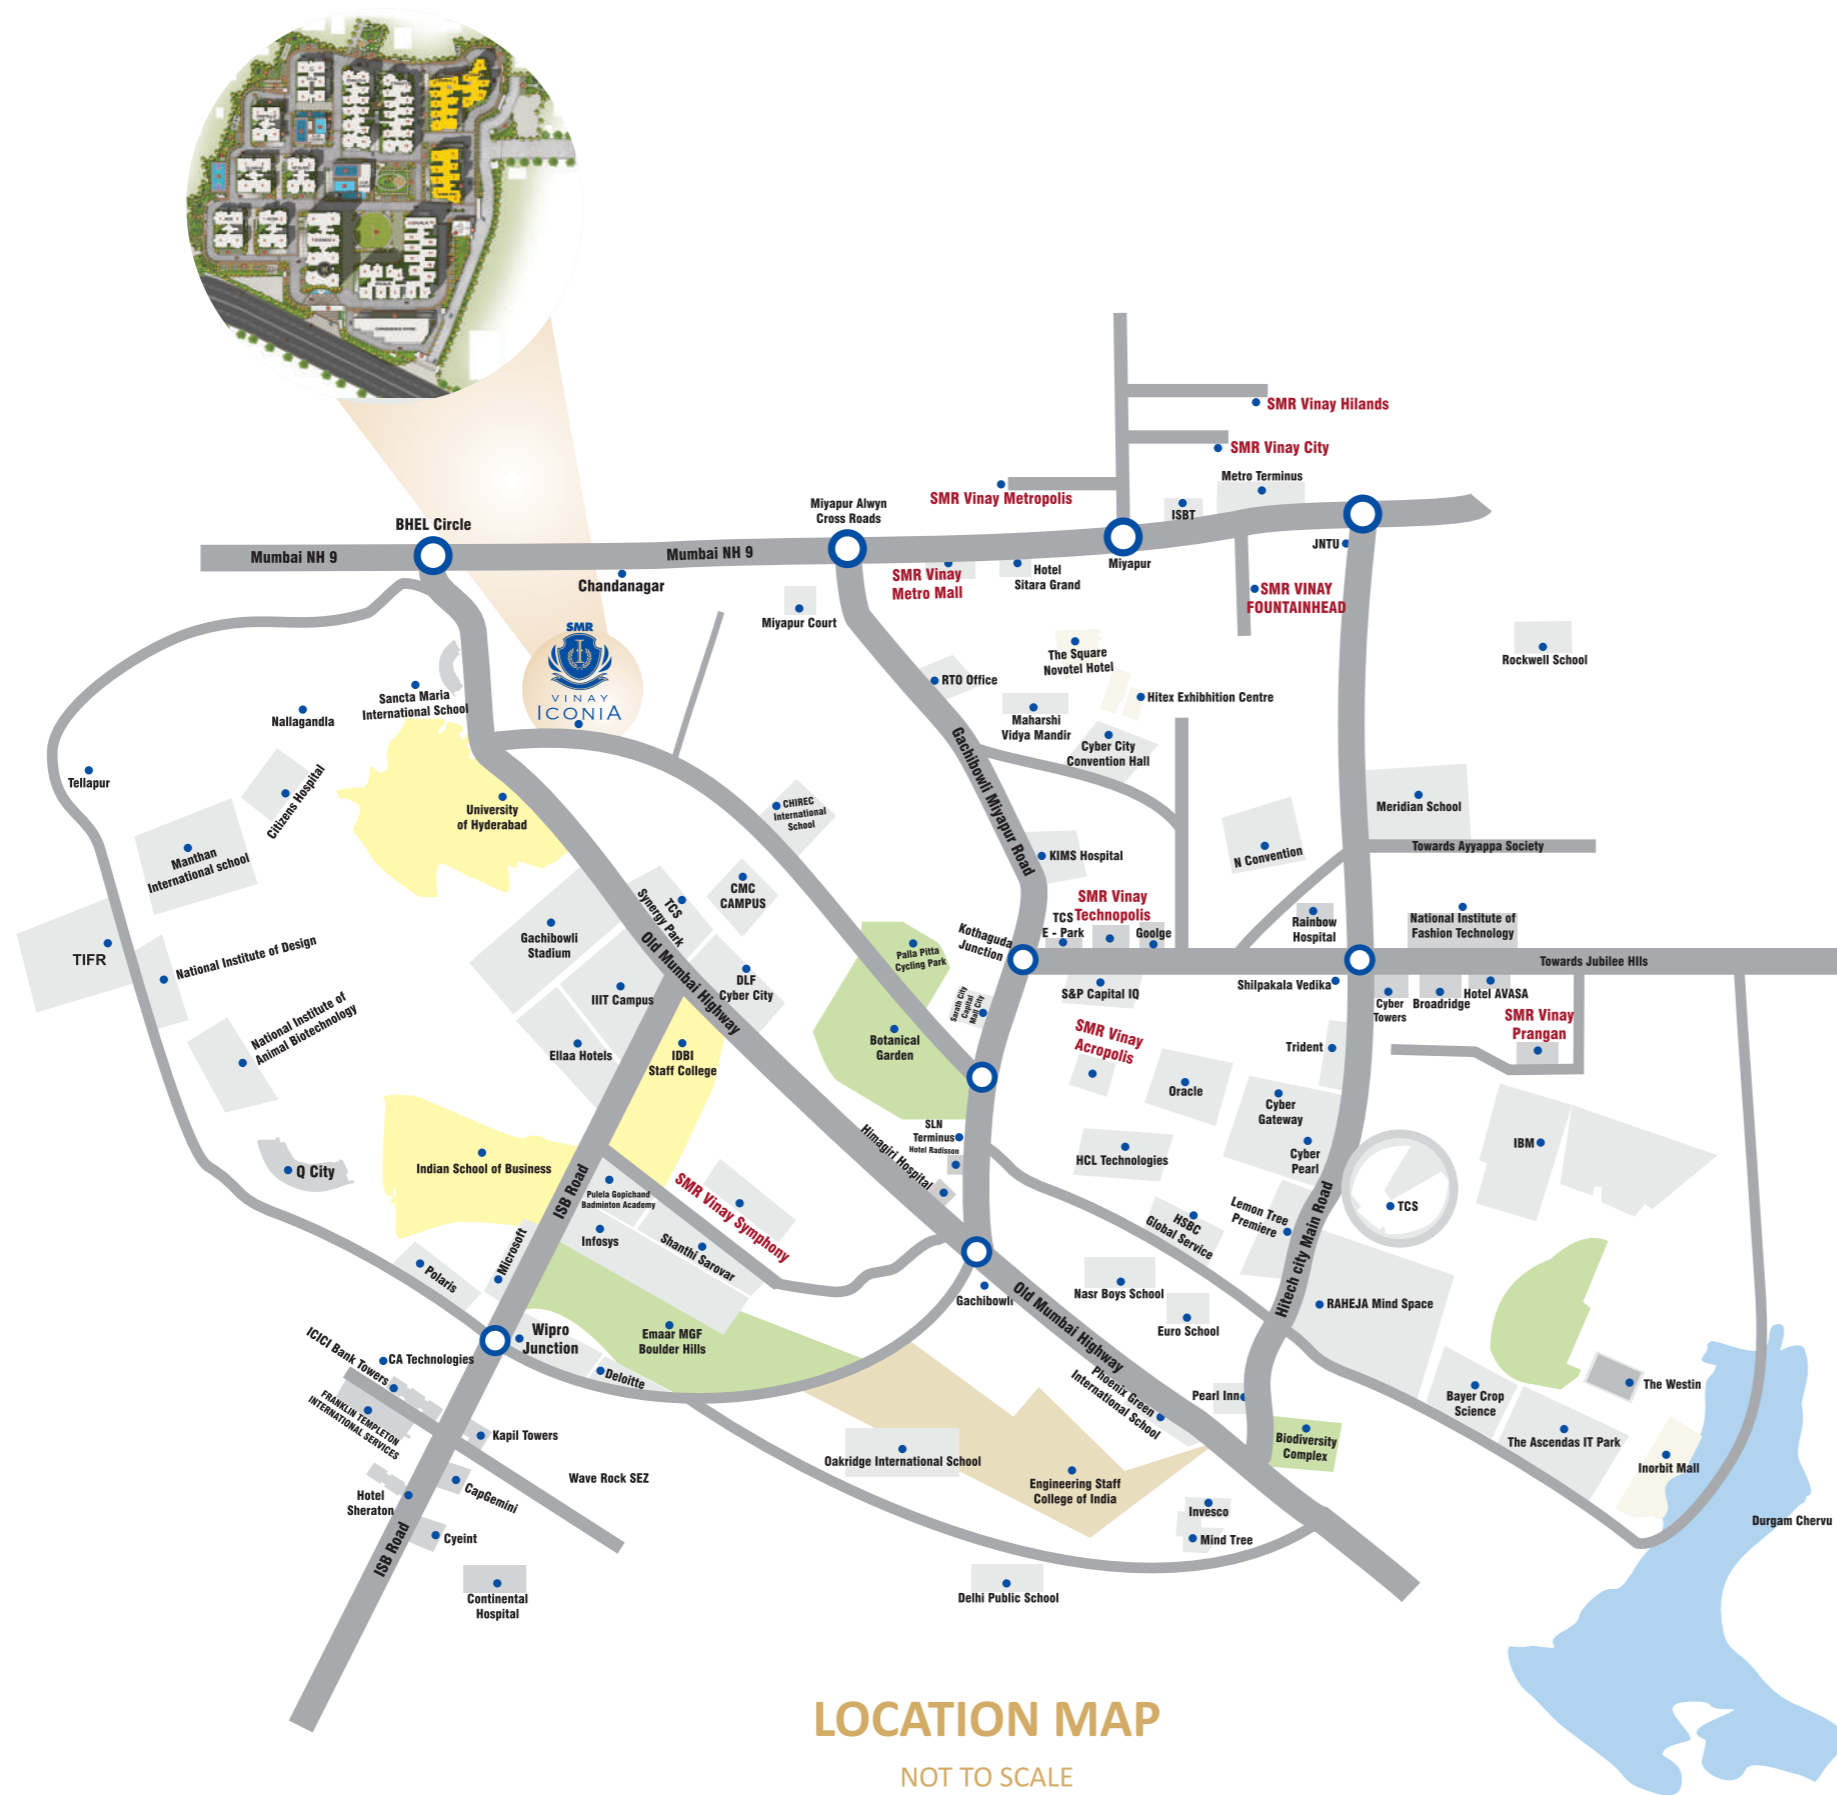 SMR Vinay Hilands
SMR Vinay City
Metro Terminus
SMR Vinay Metropolis
Miyapur Alwyn
Cross Roads
ISBT
BHEL Circle
Mumbai NH 9
Mumbai NH 9
JNTU
Miyapur
Chandanagar
SMR Vinay
Metro Mall
Hotel
Sitara Grand
SMR VINAY
FOUNTAINHEAD
Miyapur Court
SMR
I
VINAY
ICONIA
The Square
Novotel Hotel
Rockwell School
RTO Office
Sancta Maria
International School
Nallagandla
Hitex Exhibhition Centre
Maharshi
Vidya Mandir
Cyber City
Convention Hall
Gachibowli Miyapur Road
Tellapur
Citizens Hospital
University
of Hyderabad
CHIREC
International
School
Meridian School
Towards Ayyappa Society
N Convention
KIMS Hospital
Manthan
International school
CMC
CAMPUS
TCS
Synergy Park
SMR Vinay
Technopolis
TCS
E - Park
Goolge
Rainbow
Hospital
National Institute of
Fashion Technology
Kothaguda
Junction
Gachibowli
Stadium
Old Mumbai Highway
Palla Pitta
Cycling Park
TIFR
National Institute of Design
Towards Jubilee HIls
DLF
Cyber City
IIIT Campus
S&P Capital IQ
Shilpakala Vedika
Cyber
Towers
Broadridge
Hotel AVASA
Sarath City
Capital
Mall City
SMR Vinay
Prangan
National Institute of
Animal Biotechnology
Ellaa Hotels
IDBI
Staff College
Botanical
Garden
SMR Vinay
Acropolis
Trident
Oracle
Cyber
Gateway
SLN
Terminus
Hotel Radisson
Himagiri Hospital
HCL Technologies
Cyber
Pearl
IBM
Q City
Indian School of Business
ISB Road
Pulela Gopichand
Badminton Academy
SMR Vinay Symphony
TCS
HSBC
Global Service
Lemon Tree
Premiere
Hitech city Main Road
Infosys
Shanthi Sarovar
Microsoft
Polaris
Gachibowli
Old Mumbai Highway
Nasr Boys School
RAHEJA Mind Space
Euro School
Wipro
Junction
Emaar MGF
Boulder Hills
ICICI Bank Towers
CA Technologies
Deloitte
Phoenix Green
International School
Pearl Inn
Bayer Crop
Science
The Westin
FRANKLIN TEMPLETON
INTERNATIONAL SERVICES
Kapil Towers
Biodiversity
Complex
The Ascendas IT Park
Oakridge International School
Inorbit Mall
Wave Rock SEZ
Engineering Staff
College of India
CapGemini
Hotel
Sheraton
Invesco
Durgam Chervu
Cyeint
Mind Tree
ISB Road
Continental
Hospital
Delhi Public School
LOCATION MAP
NOT TO SCALE